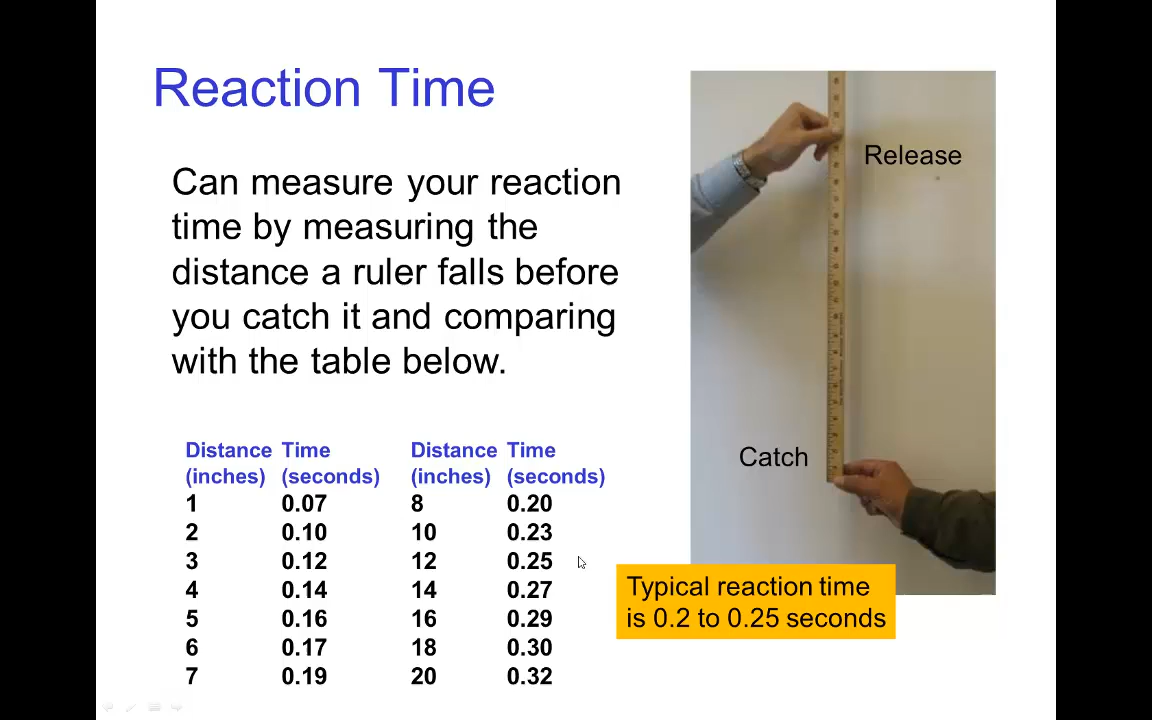 Reaction Time
Can measure your reaction
time by measuring the
distance a ruler falls before
you catch it and comparing
with the table below.
Release
Catch
Distance Time Distance Time
(inches) (seconds) (inches) (seconds)
1 0.07 8 0.20
2 0.10 10 0.23
3 0.12 12 0.25
4 0.14 14 0.27
5 0.16 16 0.29
6 0.17 18 0.30
7 0.19 20 0.32
Typical reaction time
is 0.2 to 0.25 seconds